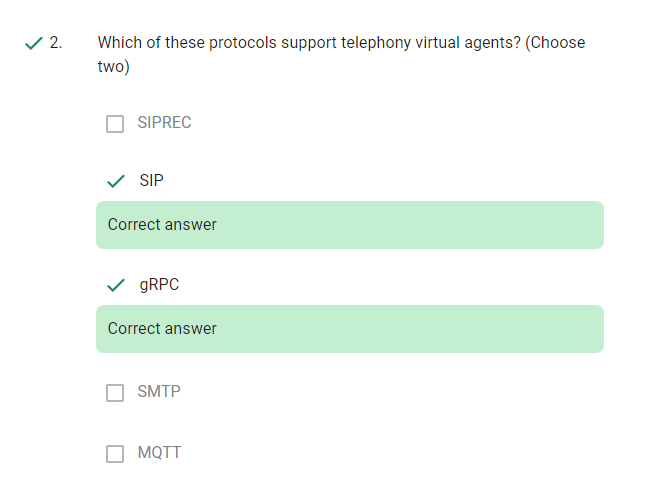 2. Which of these protocols support telephony virtual agents? (Choose
two)
SIPREC
SIP
Correct answer
gRPC
Correct answer
SMTP
MQTT